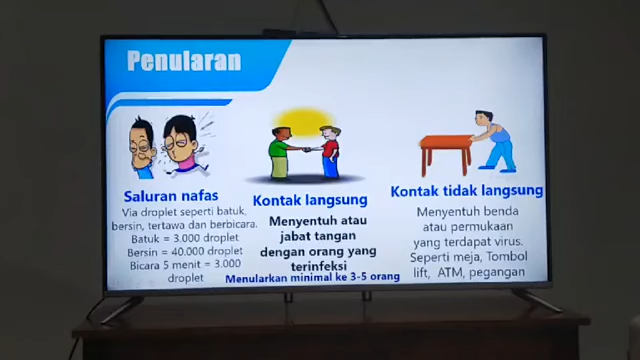 Penularan
Saluran nafas
Via droplet seperti batuk,
bersin, tertawa dan berbicara.
Batuk = 3.000 droplet
Bersin = 40.000 droplet
Bicara 5 menit = 3.000
droplet
Kontak langsung
Menyentuh atau
jabat tangan
dengan orang yang
terinfeksi
Menularkan minimal ke 3-5 orang
Kontak tidak langsung
Menyentuh benda
atau permukaan
yang terdapat virus.
Seperti meja, Tombol
lift, ATM, pegangan